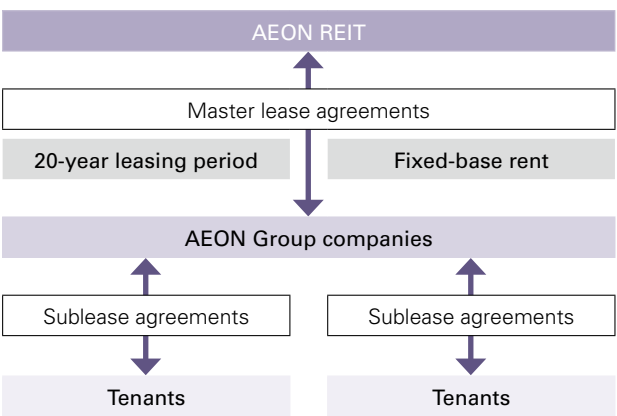 AEON REIT
Master lease agreements
20-year leasing period
Fixed-base rent
AEON Group companies
Sublease agreements
Sublease agreements
Tenants
Tenants